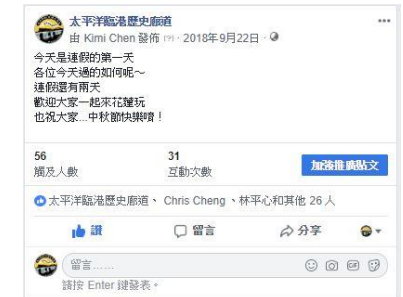 太平洋臨港歷史廊道
由 Kimi Chen 發佈 [?] · 2018年9月22日 ·
今天是連假的第一天
各位今天過的如何呢～
連假還有兩天
歡迎大家一起來花蓮玩
也祝大家...中秋節快樂唷！
56 31
觸及人數 互動次數 加強推廣貼文
太平洋臨港歷史廊道、 Chris Cheng 、林平心和其他 26 人
讚 留言 分享
留言…… GIF
請按 Enter 鍵發表。